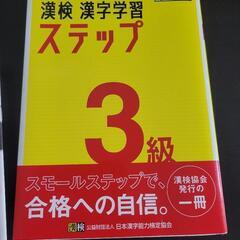 漢検 漢字学習
ステップ
3級
スモールステップで、
合格への自信。
漢検協会
発行の
一冊
漢検 公益財団法人 日本漢字能力検定協会